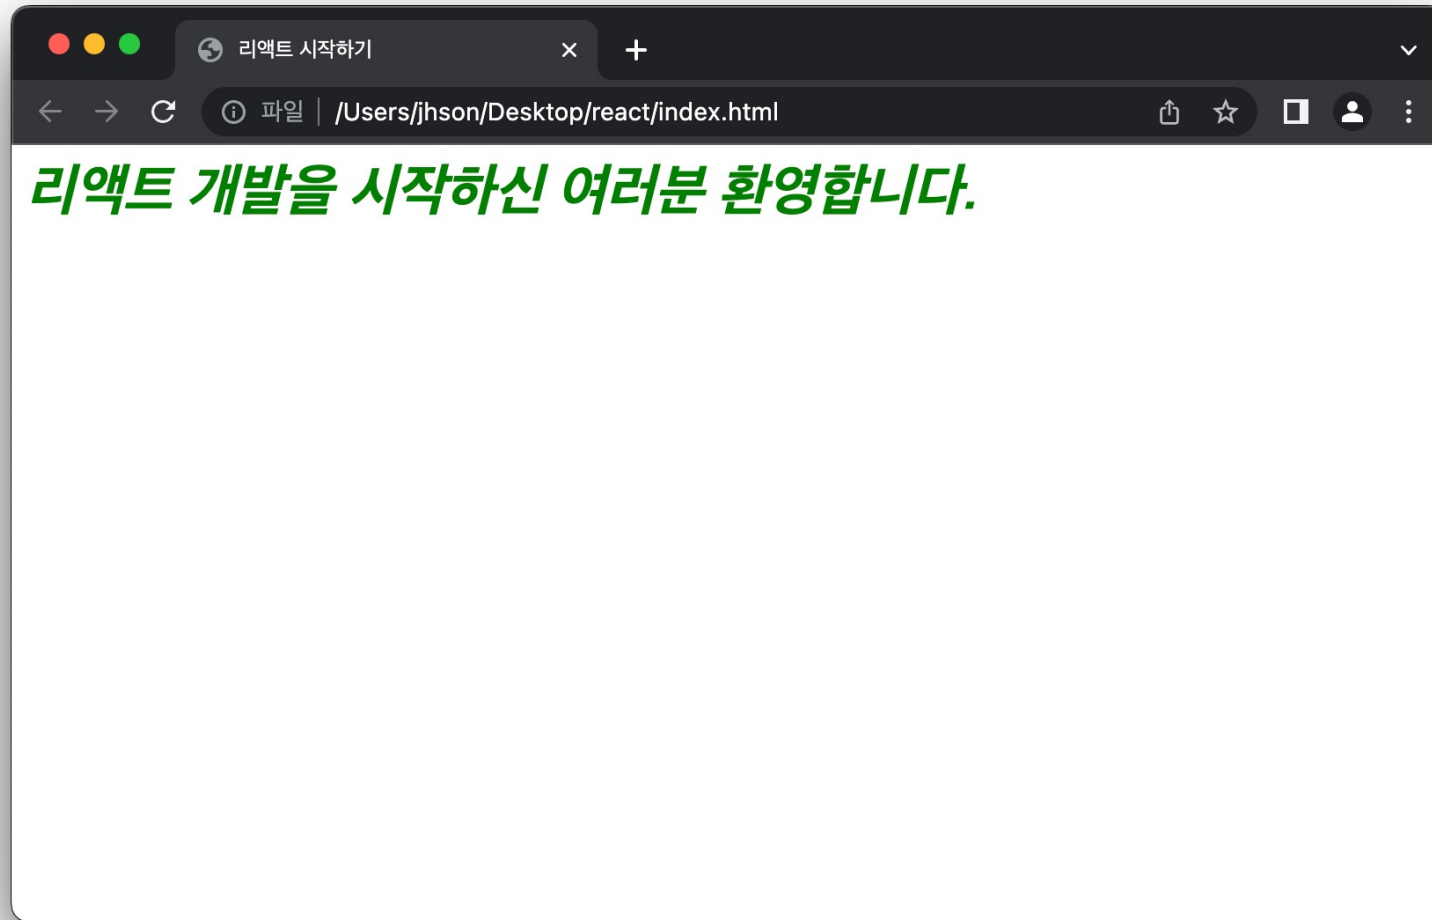 리액트 시작하기
파일 /Users/jhson/Desktop/react/index.html
리액트 개발을 시작하신 여러분 환영합니다.